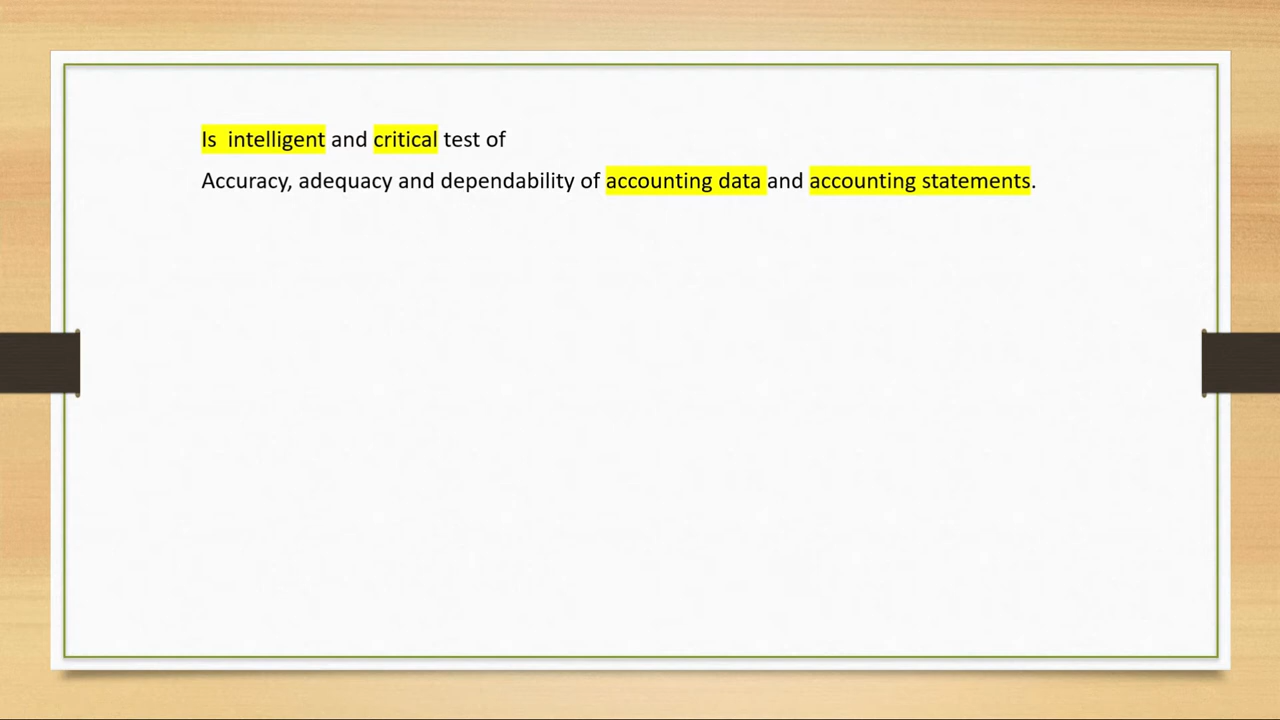 Is  intelligent and critical test of
Accuracy, adequacy and dependability of accounting data and accounting statements.